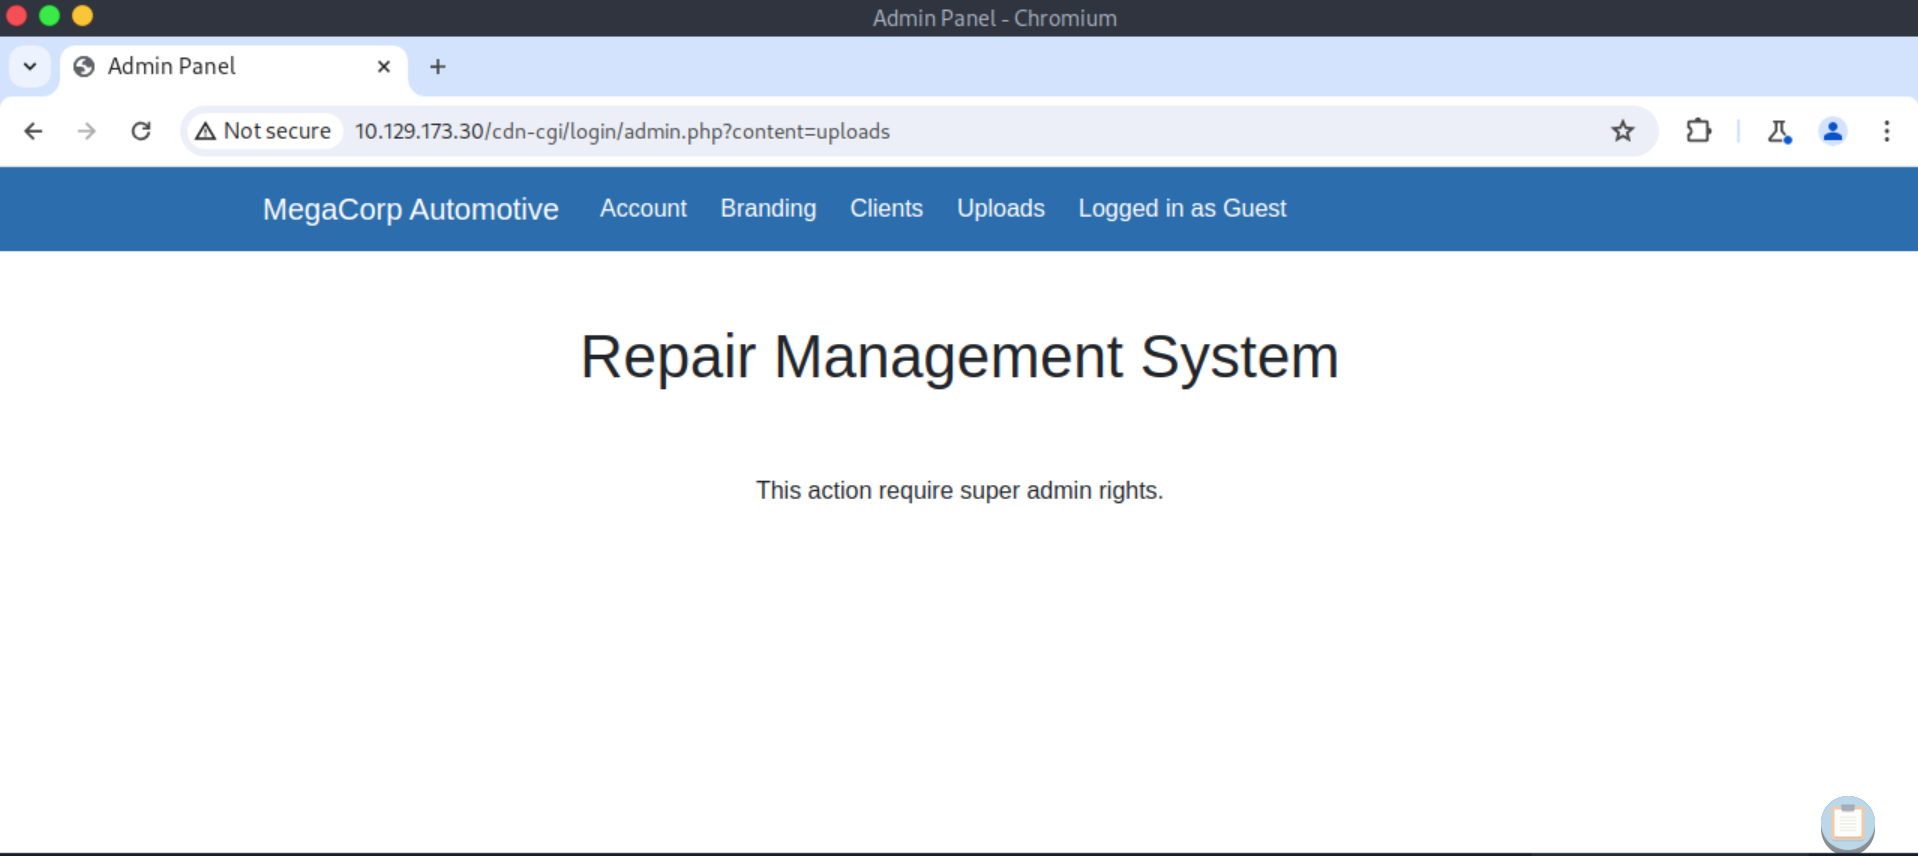 Admin Panel - Chromium
Admin Panel
Not secure 10.129.173.30/cdn-cgi/login/admin.php?content=uploads
MegaCorp Automotive Account Branding Clients Uploads Logged in as Guest
Repair Management System
This action require super admin rights.